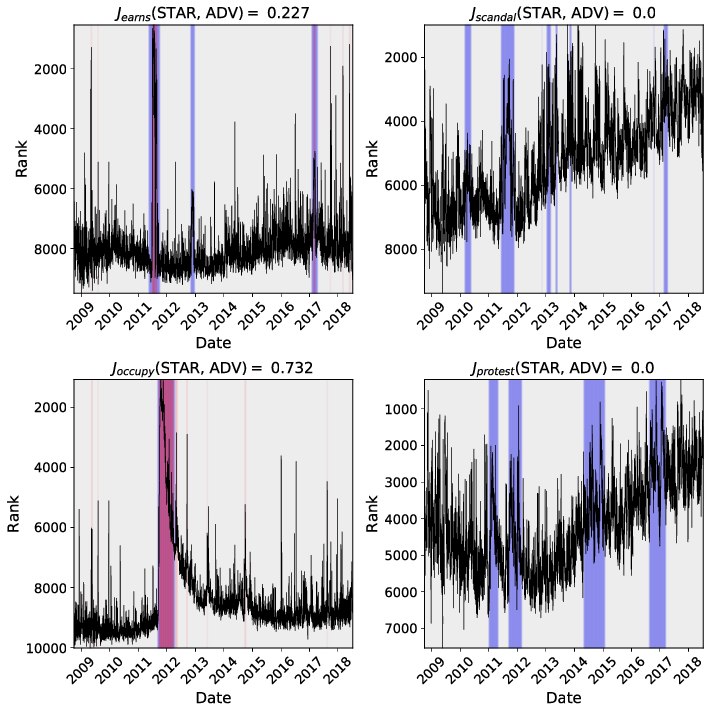 J_earns(STAR, ADV) = 0.227
Rank
2000
4000
6000
8000
2009 2010 2011 2012 2013 2014 2015 2016 2017 2018
Date
J_scandal(STAR, ADV) = 0.0
Rank
2000
4000
6000
8000
2009 2010 2011 2012 2013 2014 2015 2016 2017 2018
Date
J_occupy(STAR, ADV) = 0.732
Rank
2000
4000
6000
8000
10000
2009 2010 2011 2012 2013 2014 2015 2016 2017 2018
Date
J_protest(STAR, ADV) = 0.0
Rank
1000
2000
3000
4000
5000
6000
7000
2009 2010 2011 2012 2013 2014 2015 2016 2017 2018
Date